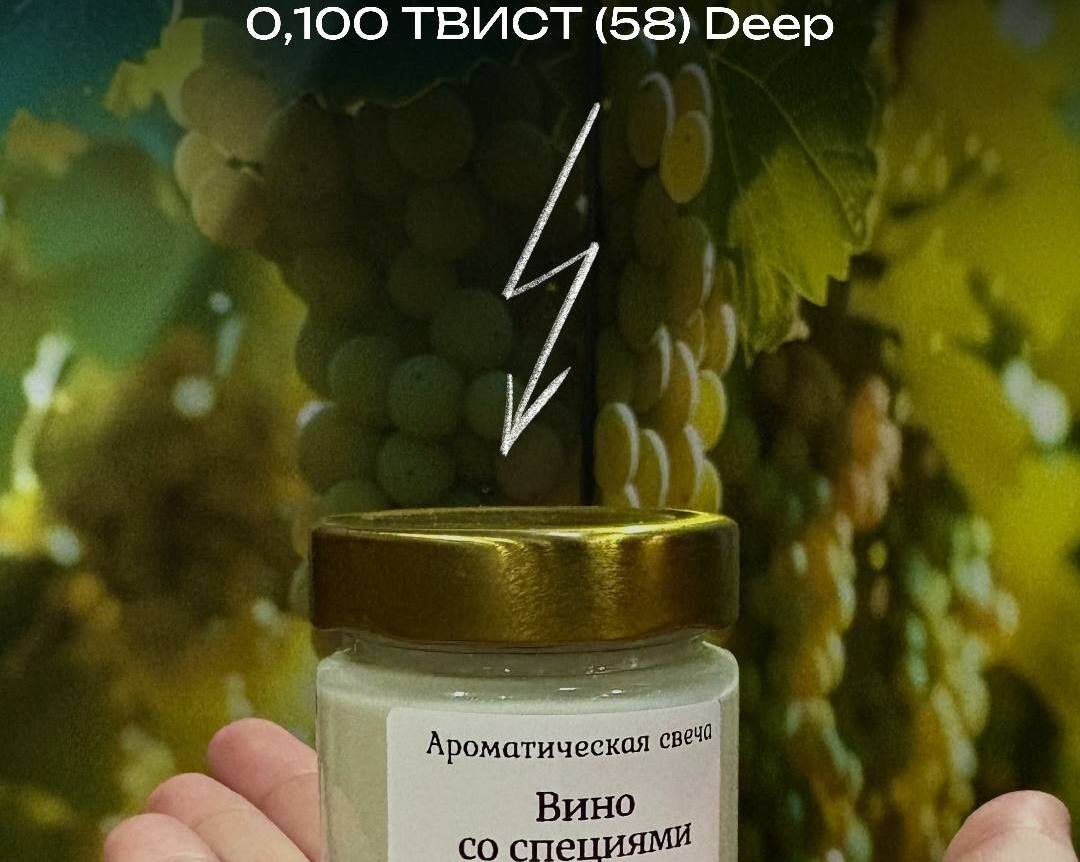 0,100 ТВИСТ (58) Deep
Ароматическая свеча
Вино
со специями